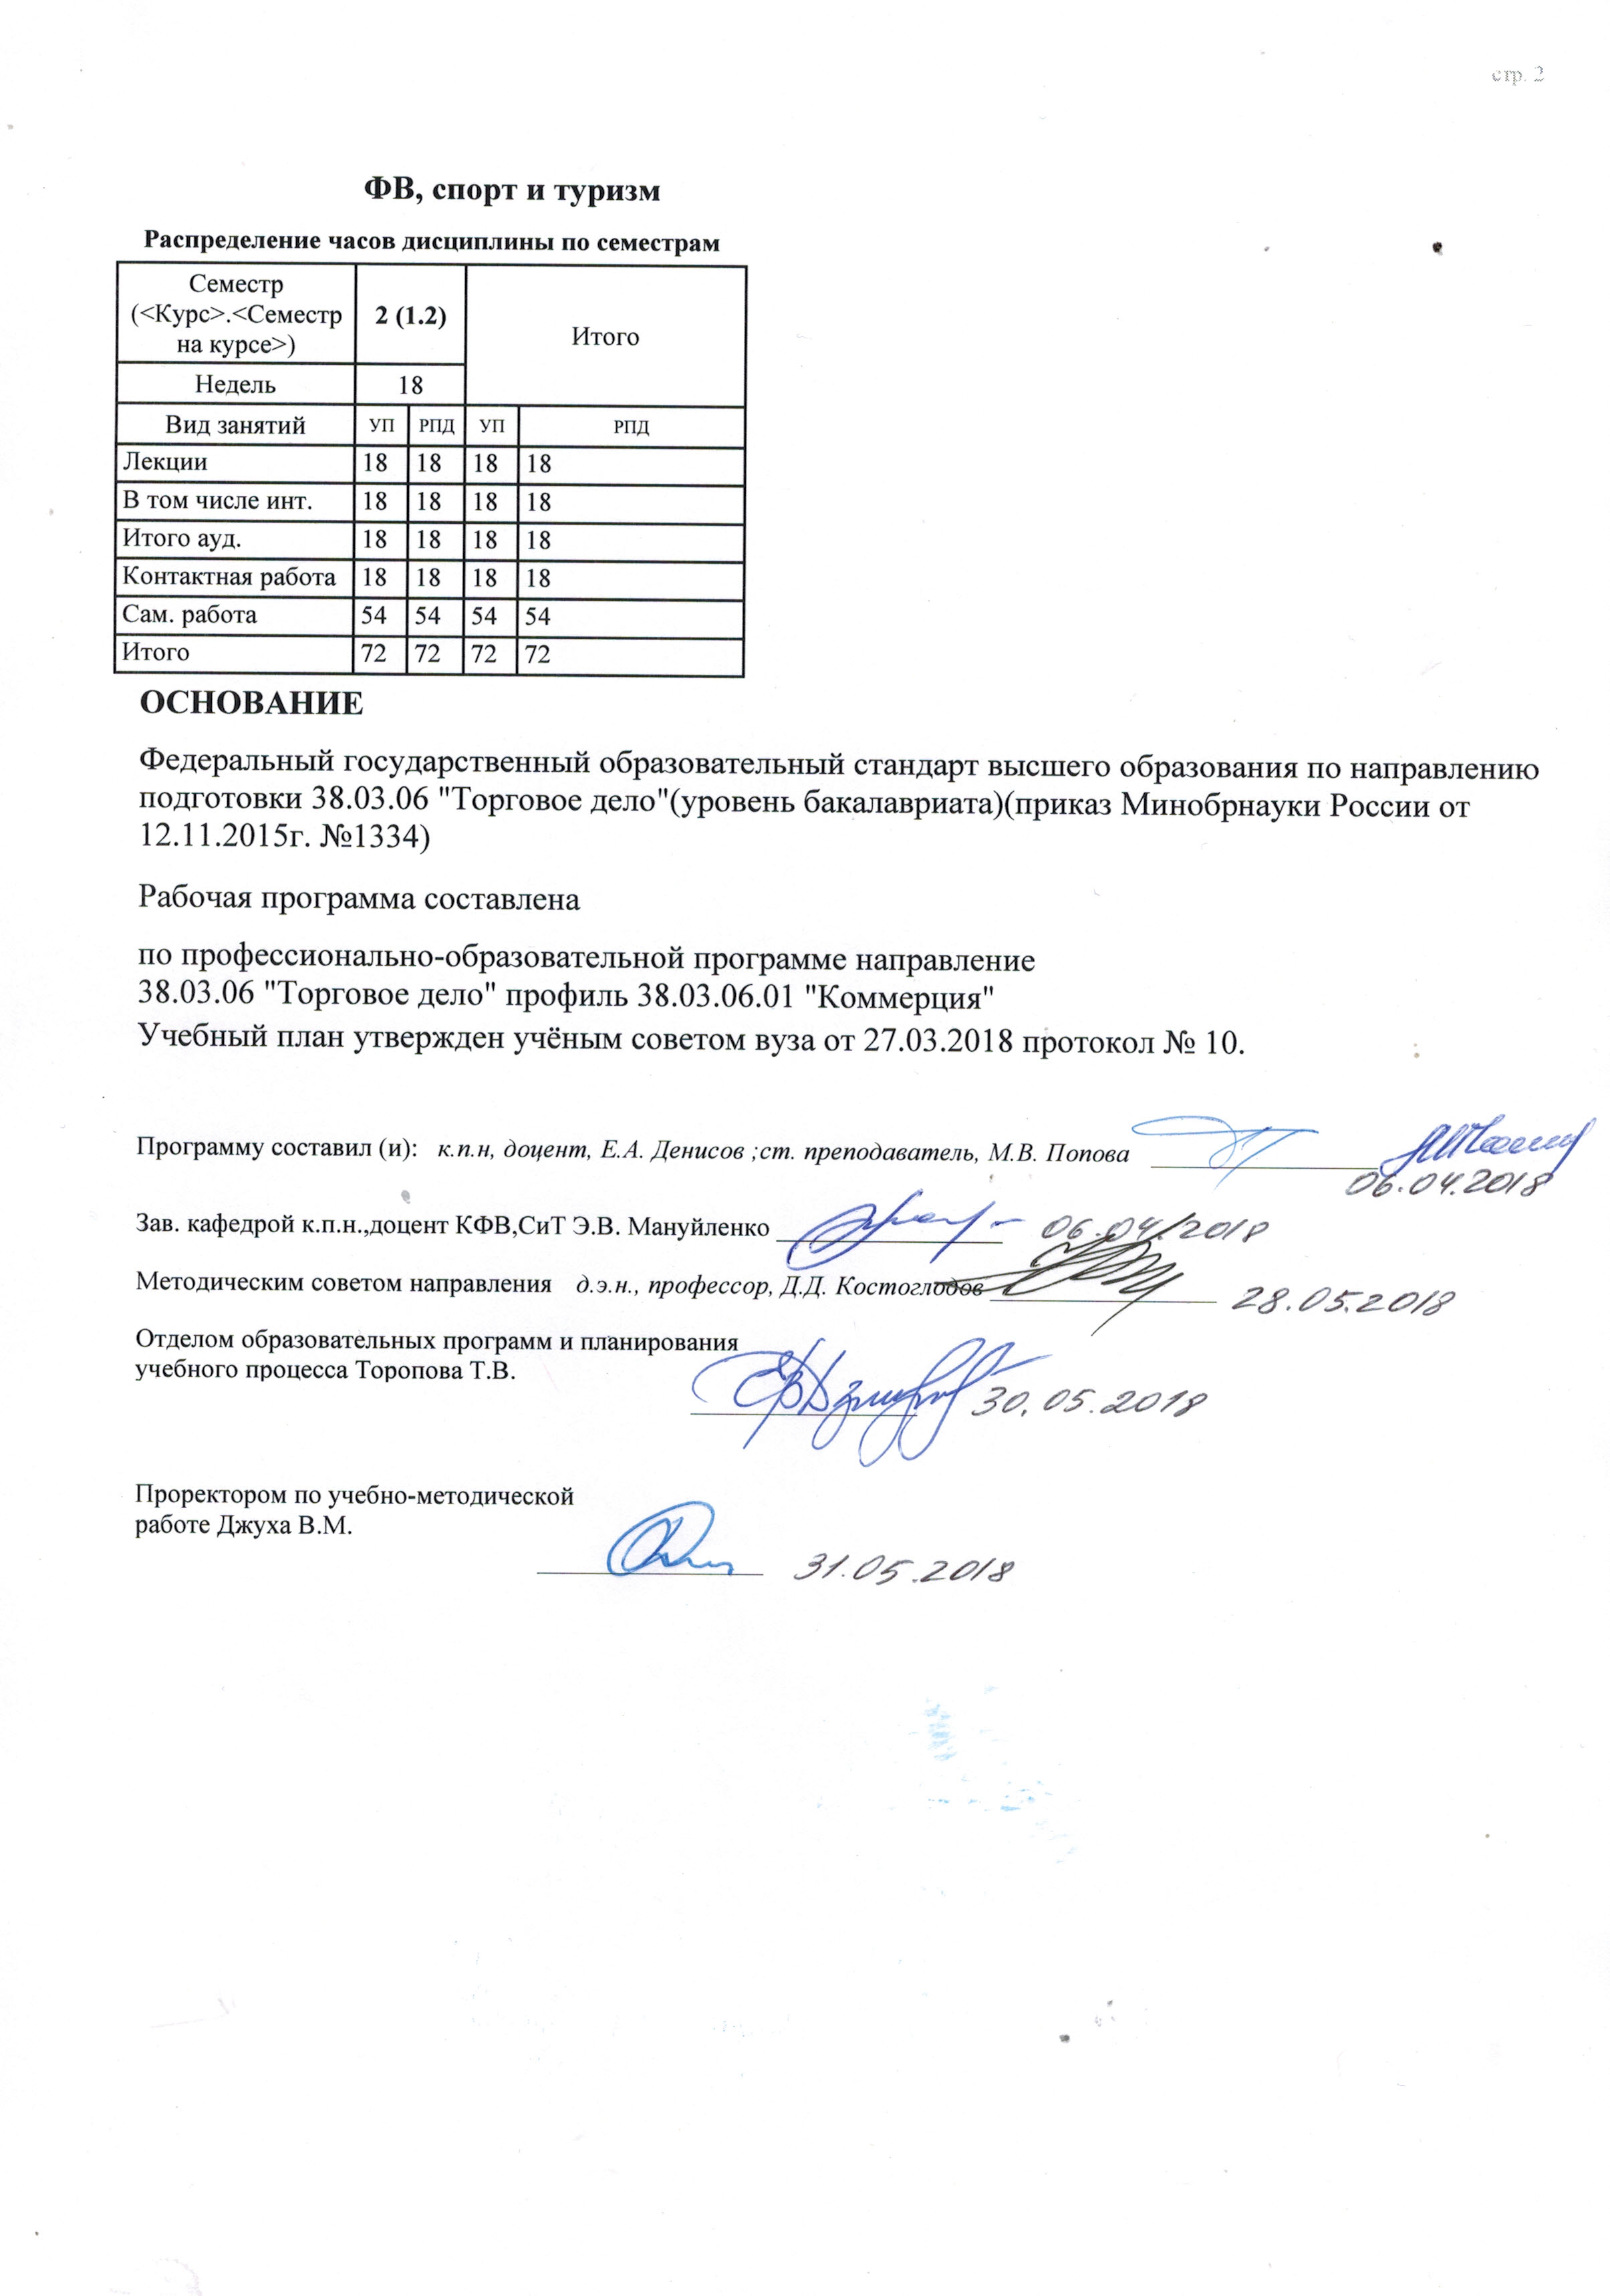 стр. 2
ФВ, спорт и туризм
Распределение часов дисциплины по семестрам
Семестр
(<Курс>.<Семестр
на курсе>)
2 (1.2)
Итого
Недель
18
Вид занятий УП РПД УП РПД
Лекции 18 18 18 18
В том числе инт. 18 18 18 18
Итого ауд. 18 18 18 18
Контактная работа 18 18 18 18
Сам. работа 54 54 54 54
Итого 72 72 72 72
ОСНОВАНИЕ
Федеральный государственный образовательный стандарт высшего образования по направлению
подготовки 38.03.06 "Торговое дело"(уровень бакалавриата)(приказ Минобрнауки России от
12.11.2015г. №1334)
Рабочая программа составлена
по профессионально-образовательной программе направление
38.03.06 "Торговое дело" профиль 38.03.06.01 "Коммерция"
Учебный план утвержден учёным советом вуза от 27.03.2018 протокол № 10.
Программу составил (и): к.п.н, доцент, Е.А. Денисов ;ст. преподаватель, М.В. Попова
06.04.2018
Зав. кафедрой к.п.н.,доцент КФВ,СиТ Э.В. Мануйленко 06.04.2018
Методическим советом направления д.э.н., профессор, Д.Д. Костоглодов 28.05.2018
Отделом образовательных программ и планирования
учебного процесса Торопова Т.В.
30.05.2018
Проректором по учебно-методической
работе Джуха В.М.
31.05.2018